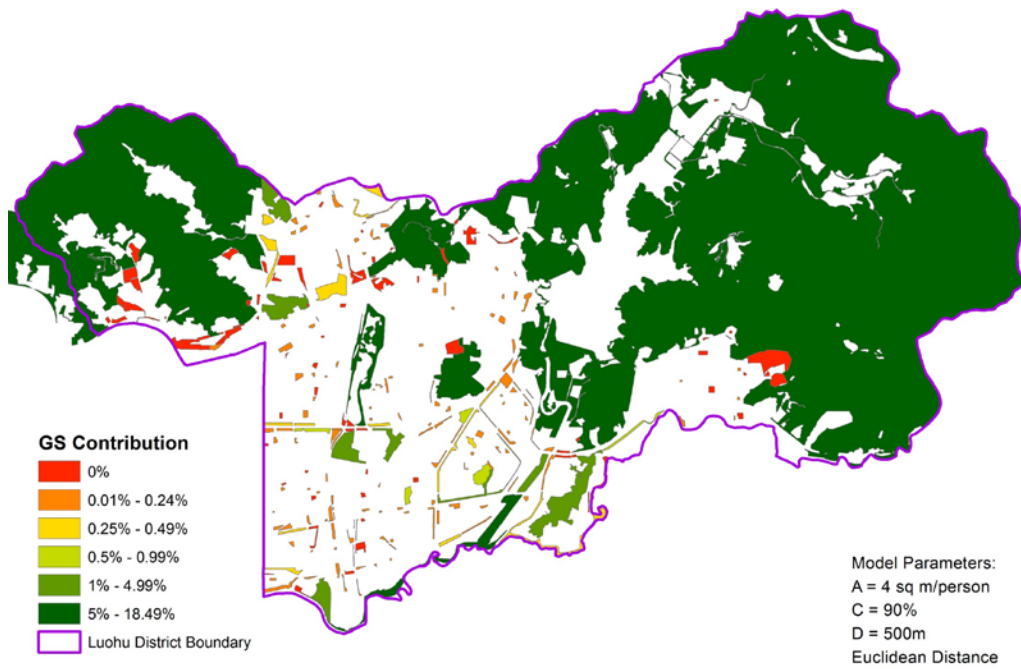 GS Contribution
0%
0.01% - 0.24%
0.25% - 0.49%
0.5% - 0.99%
1% - 4.99%
5% - 18.49%
Luohu District Boundary
Model Parameters:
A = 4 sq m/person
C = 90%
D = 500m
Euclidean Distance